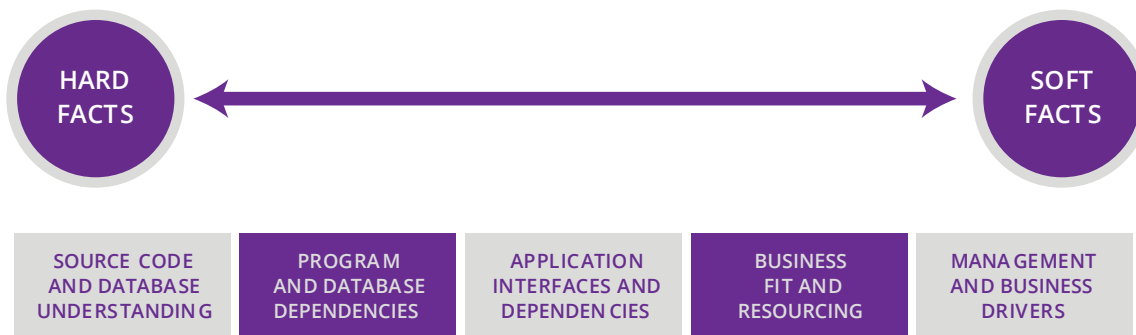 HARD
FACTS
SOFT
FACTS
SOURCE CODE
AND DATABASE
UNDERSTANDING
PROGRAM
AND DATABASE
DEPENDENCIES
APPLICATION
INTERFACES AND
DEPENDENCIES
BUSINESS
FIT AND
RESOURCING
MANAGEMENT
AND BUSINESS
DRIVERS